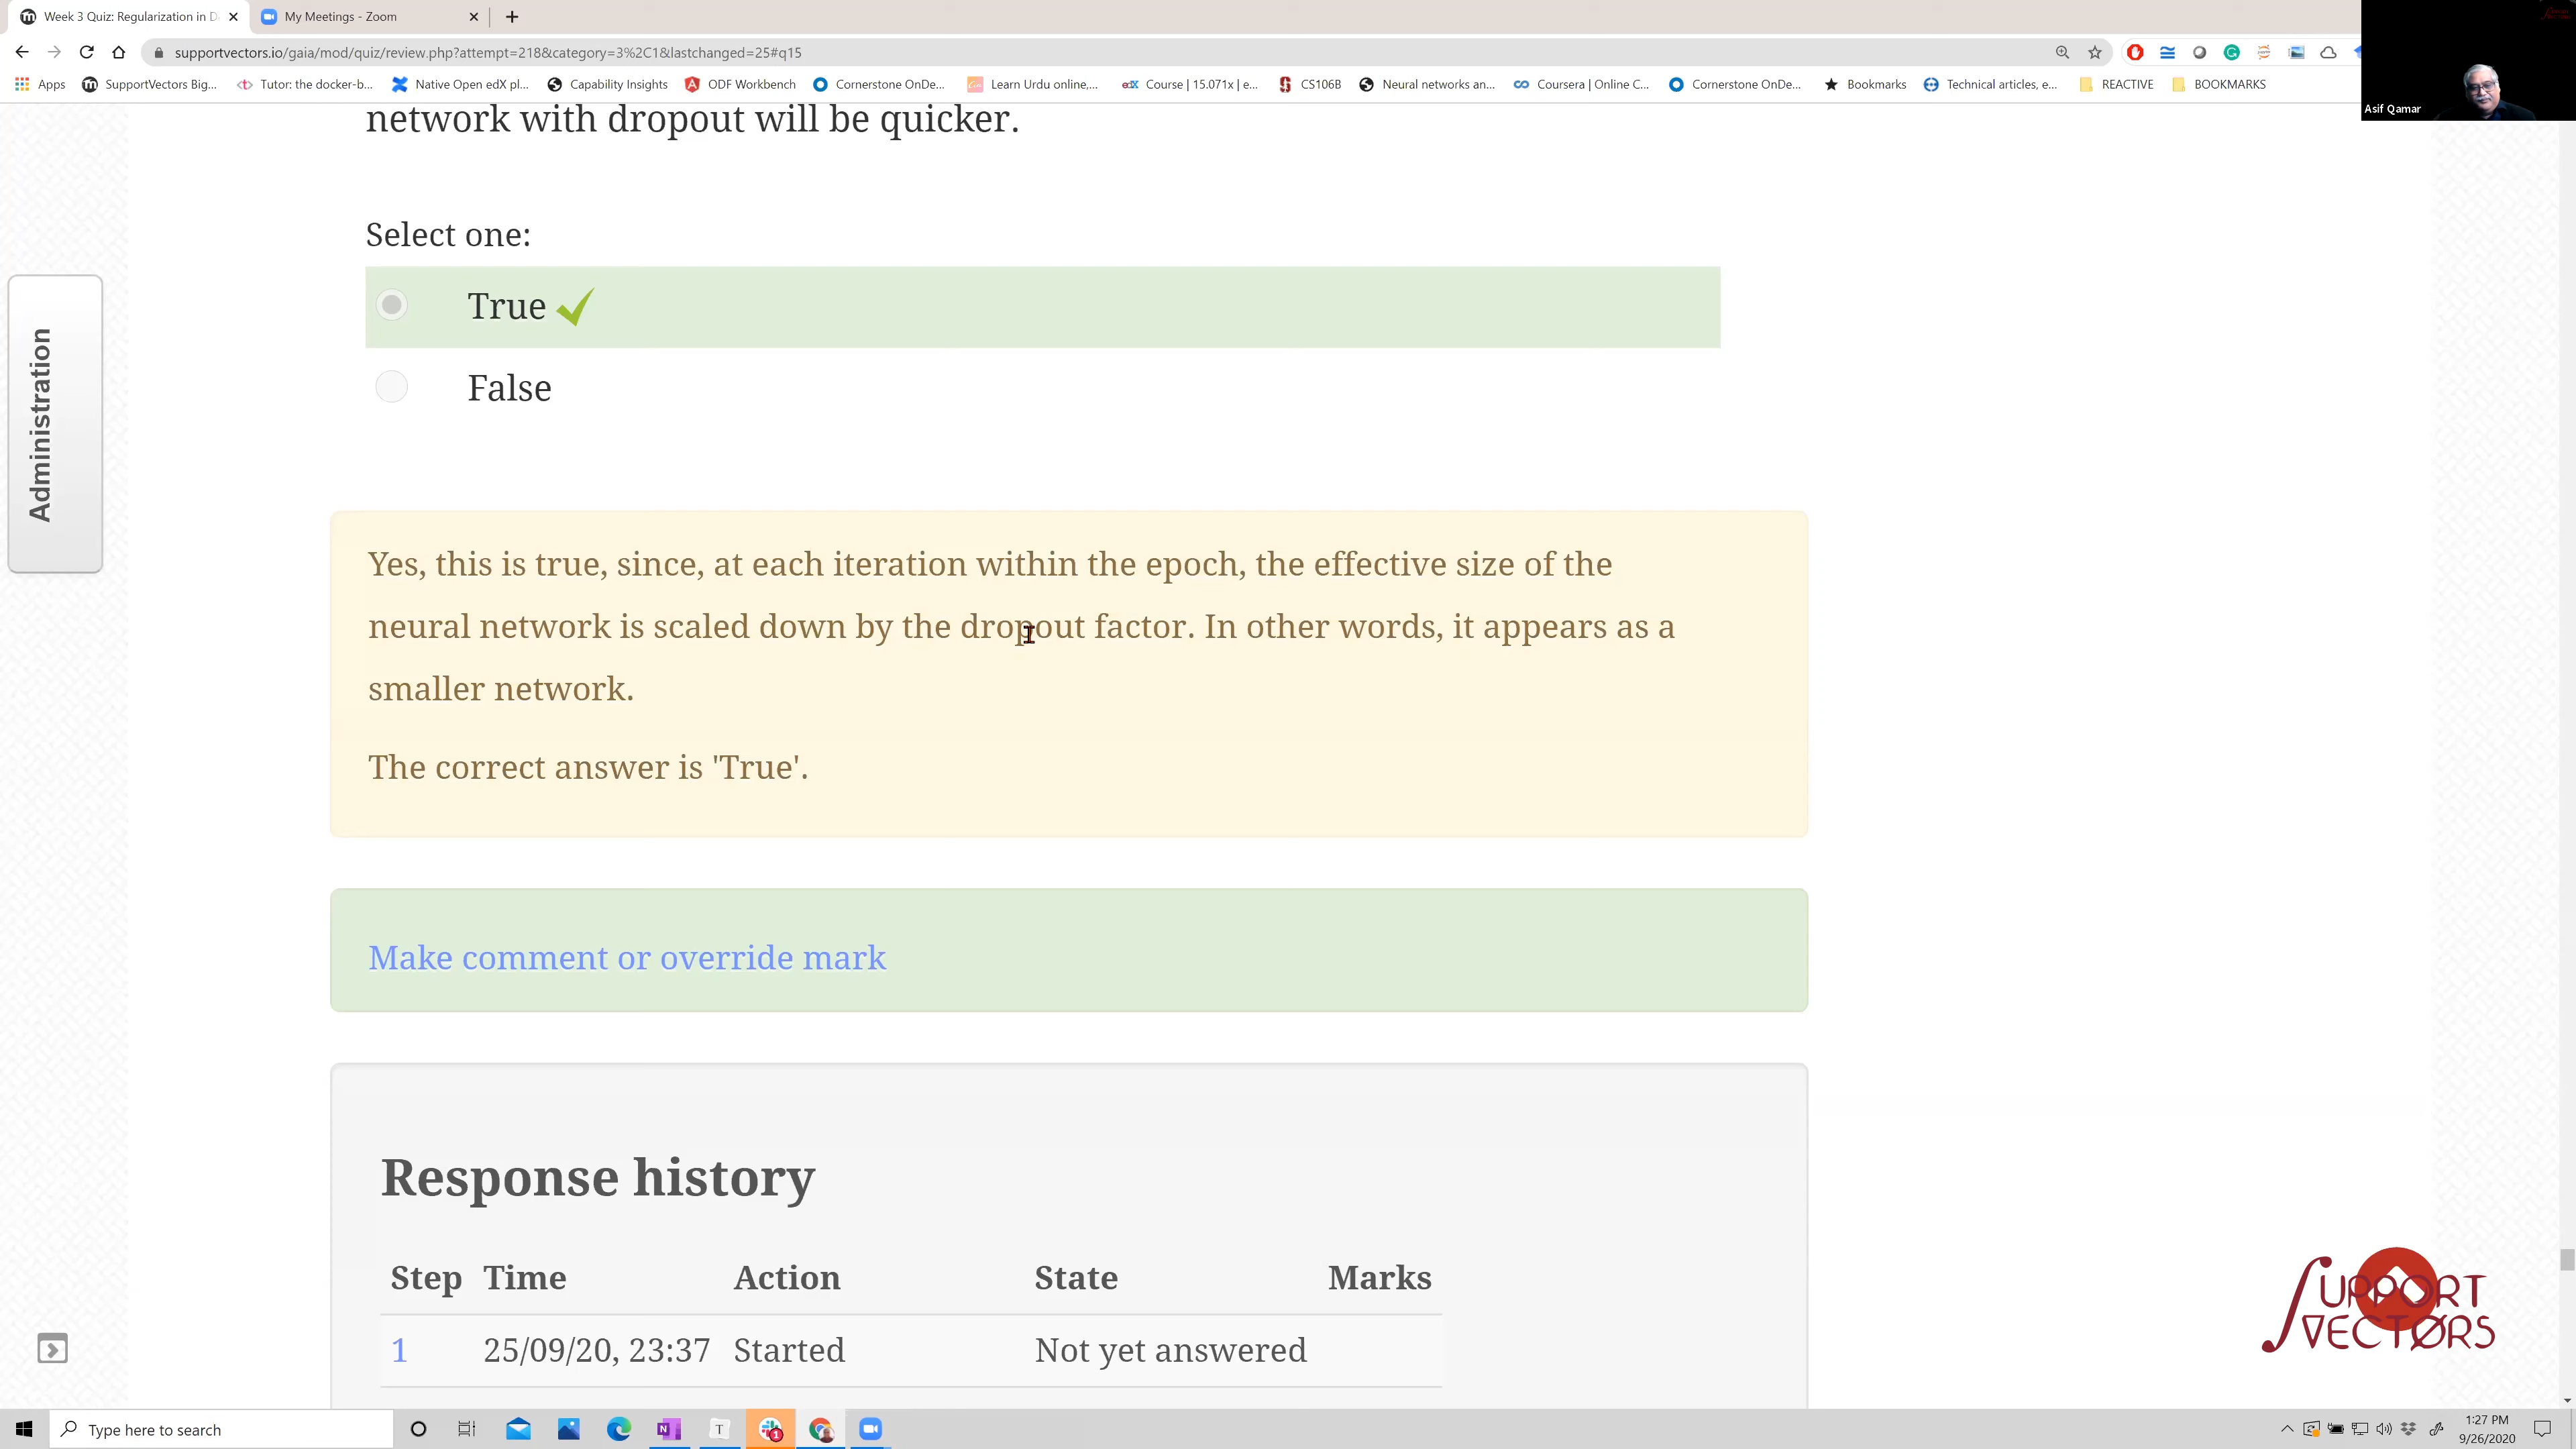 Week 3 Quiz: Regularization in D
My Meetings - Zoom
supportvectors.io/gaia/mod/quiz/review.php?attempt=218&category=3%2C1&lastchanged=25#q15
Apps
SupportVectors Big...
Tutor: the docker-b...
Native Open edX pl...
Capability Insights
ODF Workbench
Cornerstone OnDe...
Learn Urdu online,...
edX Course | 15.071x | e...
CS106B
Neural networks an...
Coursera | Online C...
Cornerstone OnDe...
Bookmarks
Technical articles, e...
REACTIVE
BOOKMARKS
Asif Qamar
network with dropout will be quicker.
Select one:
True
False
Administration
Yes, this is true, since, at each iteration within the epoch, the effective size of the
neural network is scaled down by the dropout factor. In other words, it appears as a
smaller network.
The correct answer is 'True'.
Make comment or override mark
Response history
Step Time Action State Marks
1 25/09/20, 23:37 Started Not yet answered
SUPPORT
VECTORS
Type here to search
1:27 PM
9/26/2020